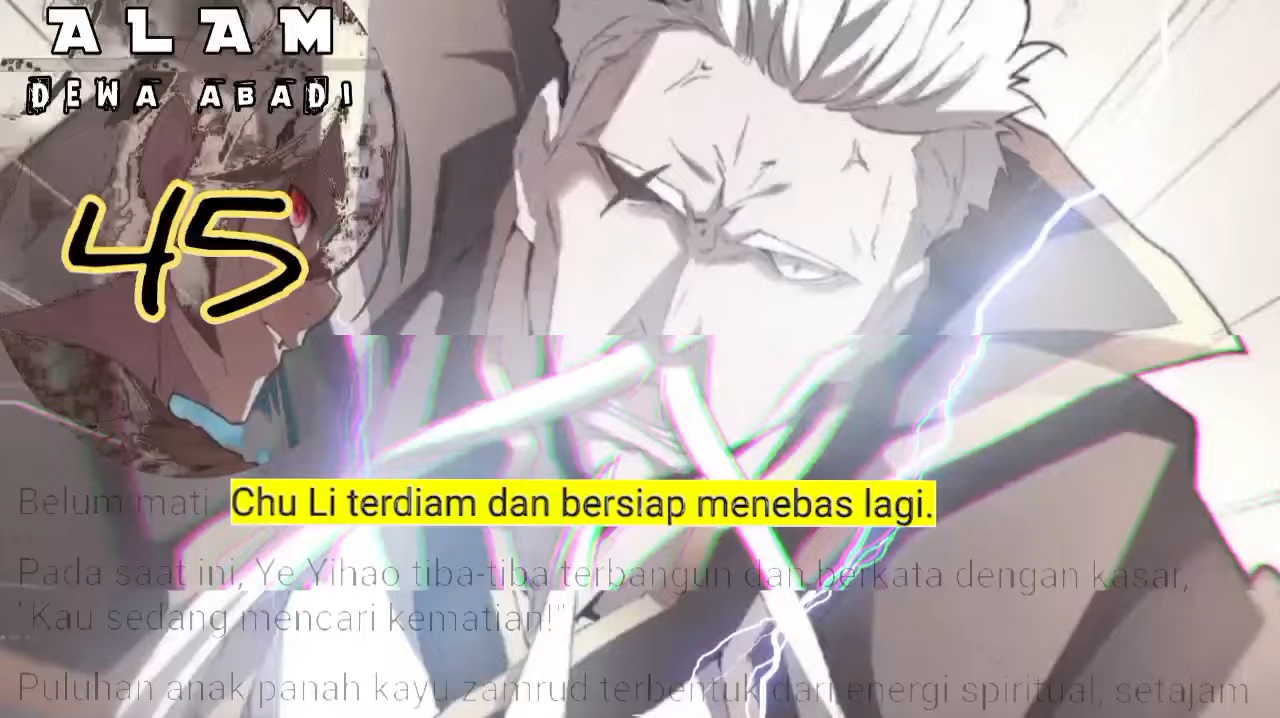 ALAM
DEWA ABADI
45
Belum mati. Chu Li terdiam dan bersiap menebas lagi.
Pada saat ini, Ye Yihao tiba-tiba terbangun dan berkata dengan kasar,
"Kau sedang mencari kematian!"
Puluhan anak panah kayu zamrud terbentuk dari energi spiritual, setajam